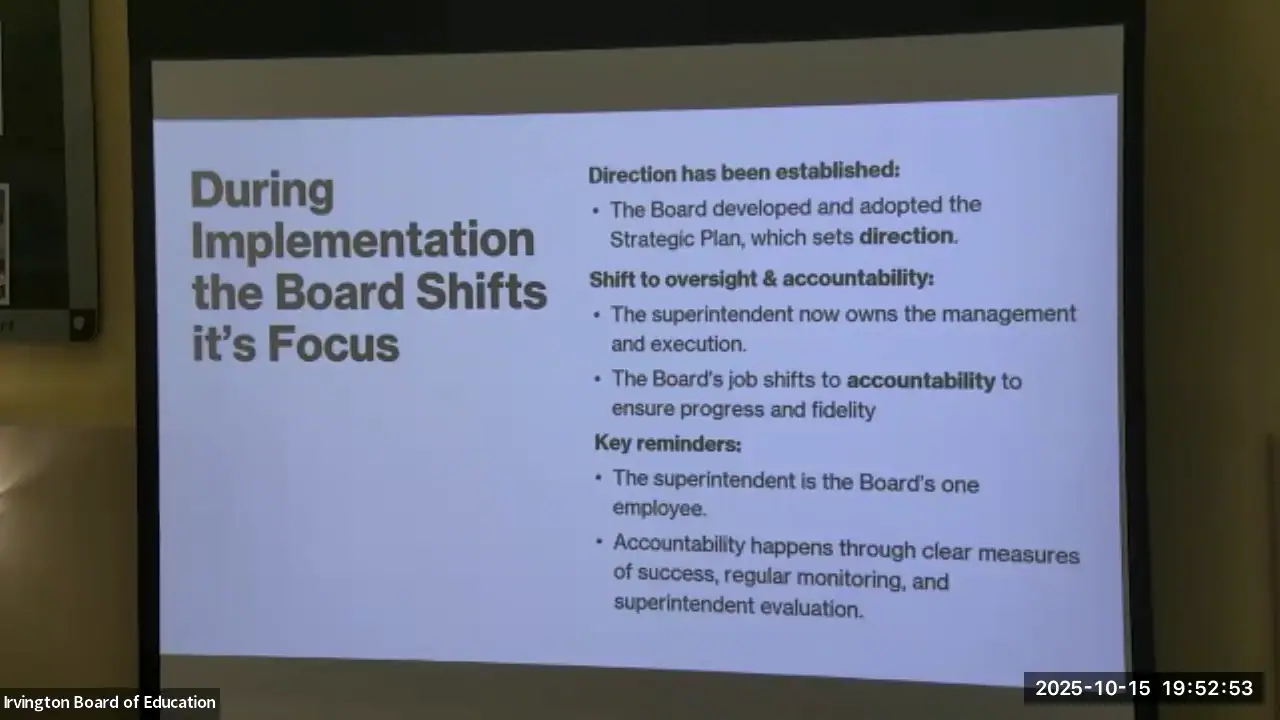 During
Implementation
the Board Shifts
it's Focus
Direction has been established:
• The Board developed and adopted the
Strategic Plan, which sets direction.
Shift to oversight & accountability:
• The superintendent now owns the management
and execution.
• The Board's job shifts to accountability to
ensure progress and fidelity
Key reminders:
• The superintendent is the Board's one
employee.
• Accountability happens through clear measures
of success, regular monitoring, and
superintendent evaluation.
Irvington Board of Education
2025-10-15 19:52:53